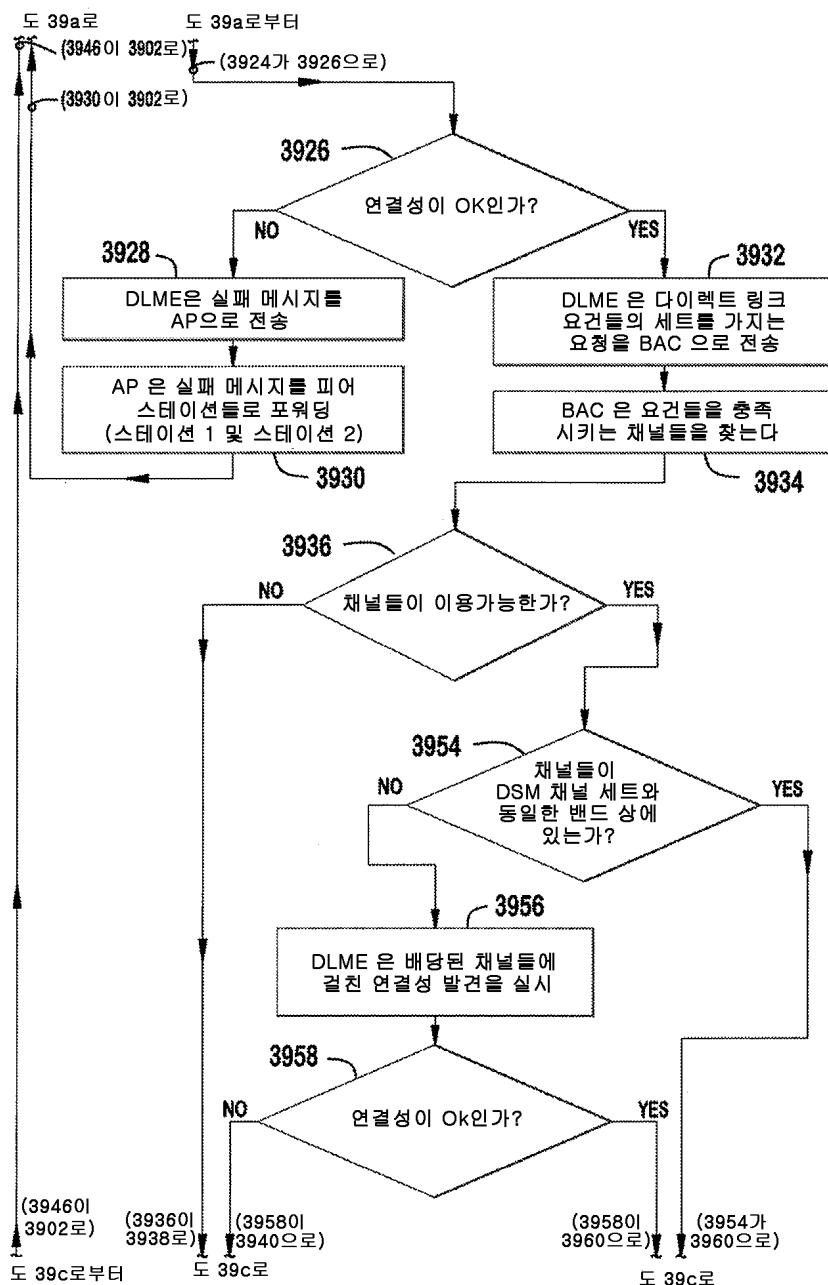 도 39a로
도 39a로부터
(3946이 3902로)
(3924가 3926으로)
(3930이 3902로)
3926
연결성이 OK인가?
NO
YES
3928
DLME은 실패 메시지를
AP으로 전송
3932
DLME 은 다이렉트 링크
요건들의 세트를 가지는
요청을 BAC 으로 전송
AP 은 실패 메시지를 피어
스테이션들로 포워딩
(스테이션 1 및 스테이션 2)
3930
BAC 은 요건들을 충족
시키는 채널들을 찾는다
3934
3936
NO
채널들이 이용가능한가?
YES
3954
NO
채널들이
DSM 채널 세트와
동일한 밴드 상에
있는가?
YES
3956
DLME 은 배당된 채널들에
걸친 연결성 발견을 실시
3958
NO
연결성이 Ok인가?
YES
(3946이
3902로)
(3936이
3938로)
(3958이
3940으로)
(3958이
3960으로)
(3954가
3960으로)
도 39c로부터
도 39c로
도 39c로